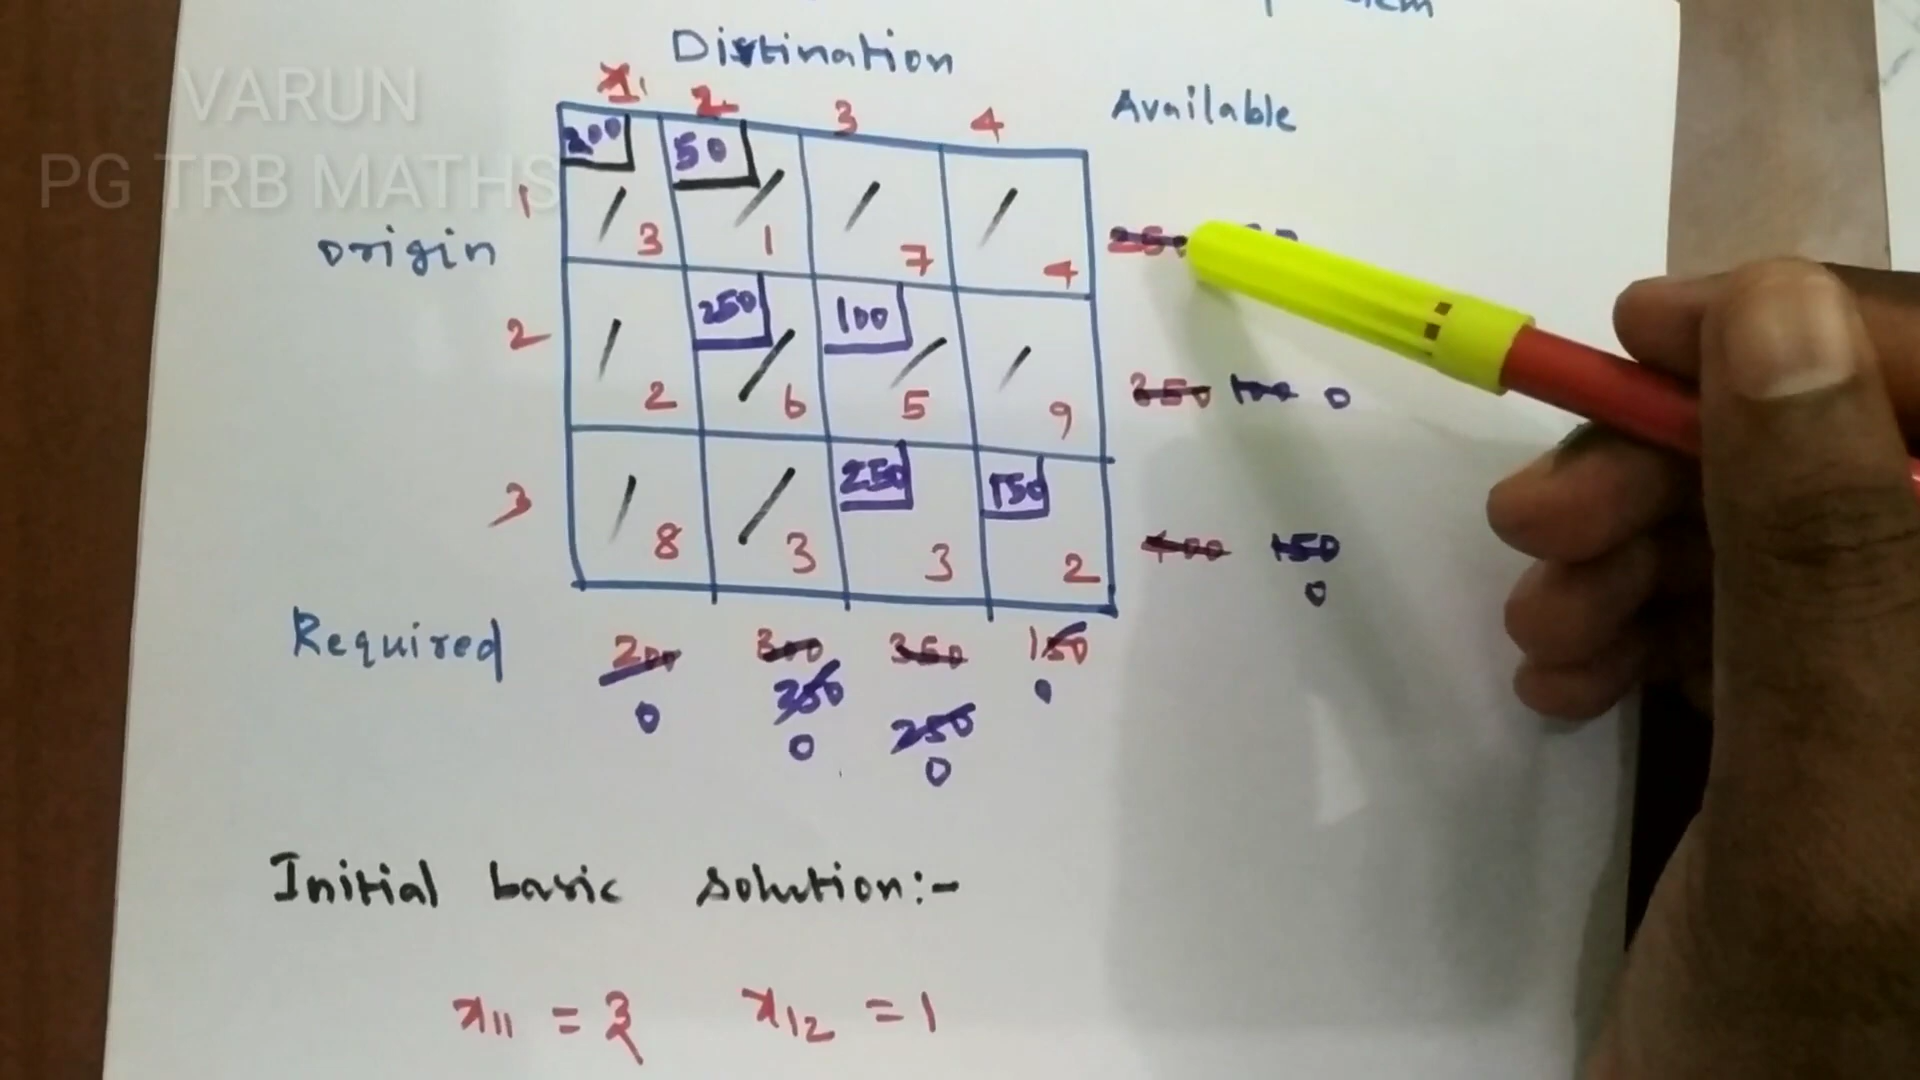 Distination
VARUN
PG TRB MATHS
1 2 3 4 Available
200 50
1 3 1 7 4 250
Origin
250 100
2 2 6 5 9 350 100 0
250 150
3 8 3 3 2 400 150
0
Required 200 300 350 150
0 250 250 0
0 0
Initial basic solution:-
x11 = 3 x12 = 1